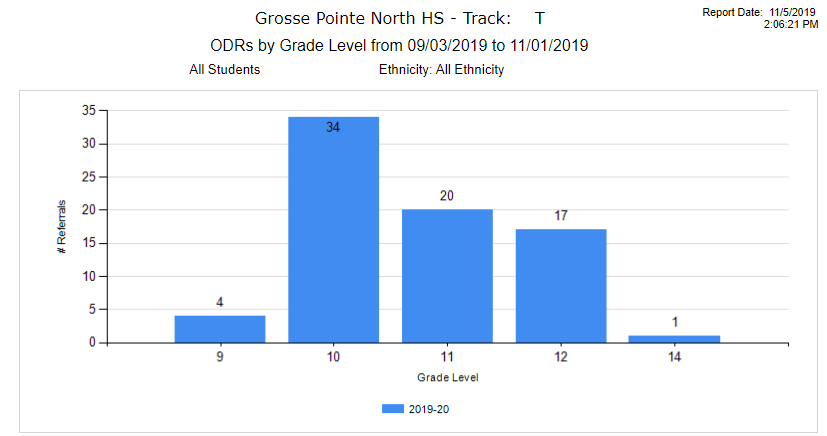 Grosse Pointe North HS - Track: T
Report Date: 11/5/2019
2:06:21 PM
ODRs by Grade Level from 09/03/2019 to 11/01/2019
All Students Ethnicity: All Ethnicity
# Referrals
35
30
25
20
15
10
5
0
4
34
20
17
1
9 10 11 12 14
Grade Level
2019-20